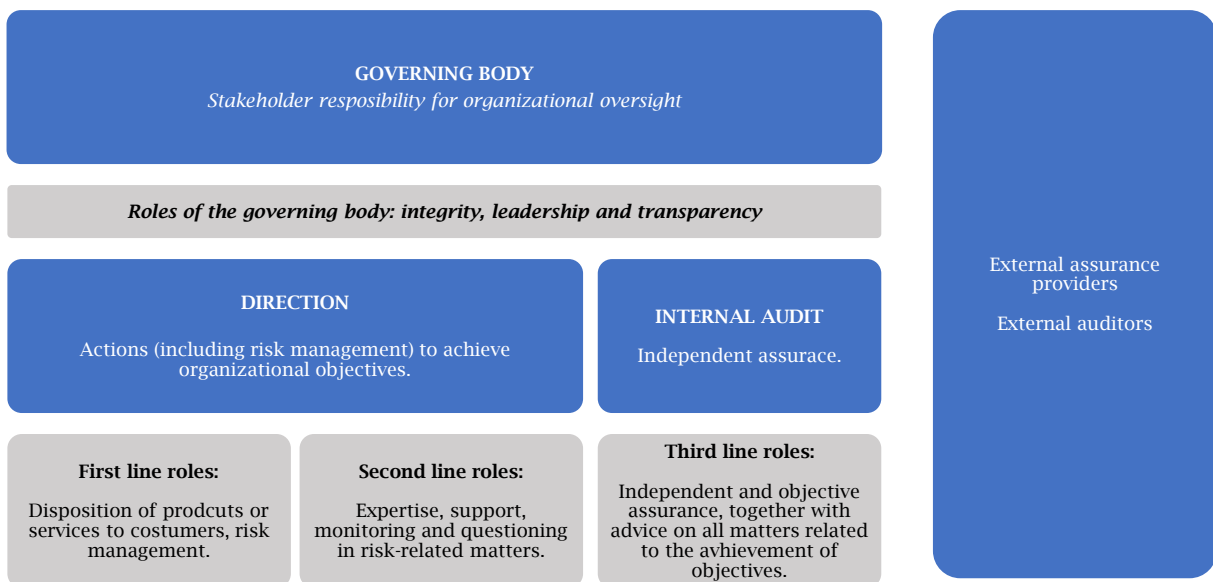 GOVERNING BODY
Stakeholder resposibility for organizational oversight
Roles of the governing body: integrity, leadership and transparency
DIRECTION
Actions (including risk management) to achieve
organizational objectives.
INTERNAL AUDIT
Independent assurace.
First line roles:
Disposition of prodcuts or
services to costumers, risk
management.
Second line roles:
Expertise, support,
monitoring and questioning
in risk-related matters.
Third line roles:
Independent and objective
assurance, together with
advice on all matters related
to the avhievement of
objectives.
External assurance
providers
External auditors